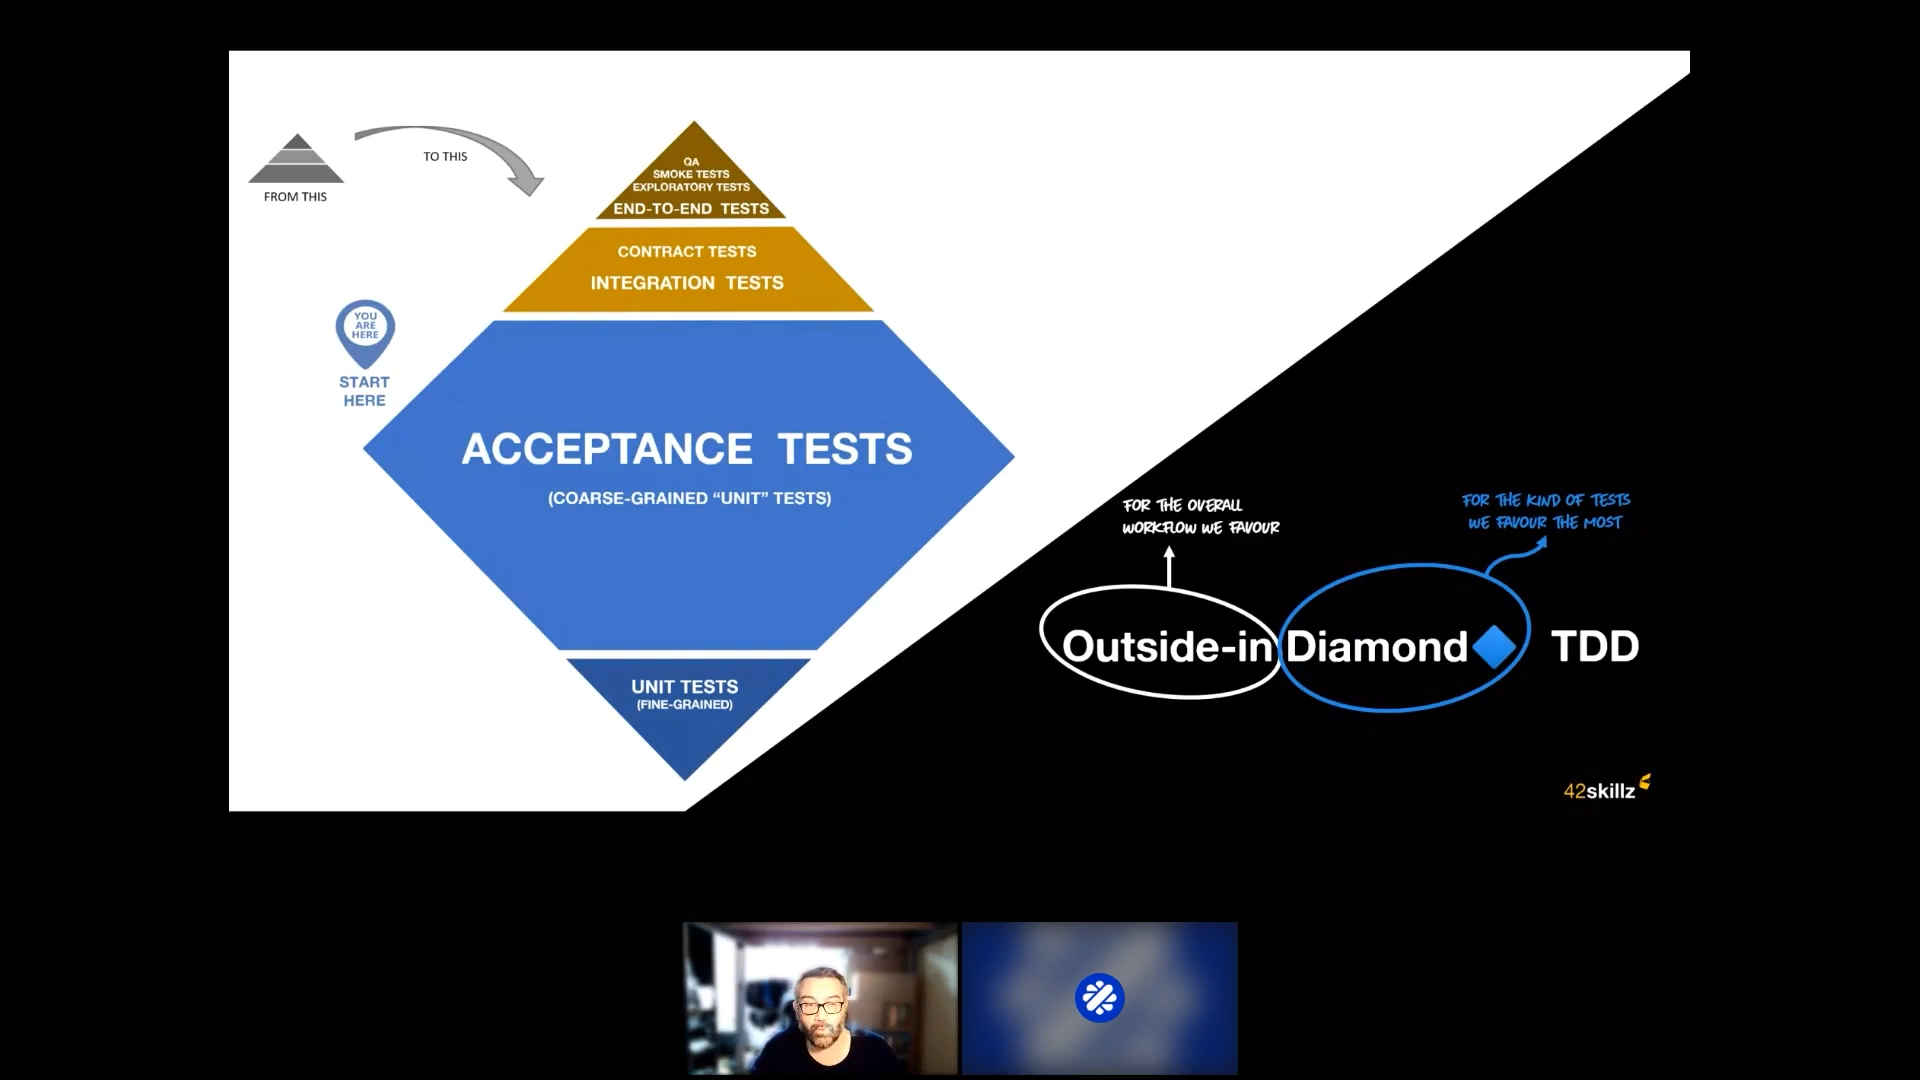 FROM THIS
TO THIS
QA
SMOKE TESTS
EXPLORATORY TESTS
END-TO-END TESTS
CONTRACT TESTS
INTEGRATION TESTS
YOU
ARE
HERE
START
HERE
ACCEPTANCE TESTS
(COARSE-GRAINED “UNIT” TESTS)
UNIT TESTS
(FINE-GRAINED)
FOR THE OVERALL
WORKFLOW WE FAVOUR
FOR THE KIND OF TESTS
WE FAVOUR THE MOST
Outside-in Diamond TDD
42skillz